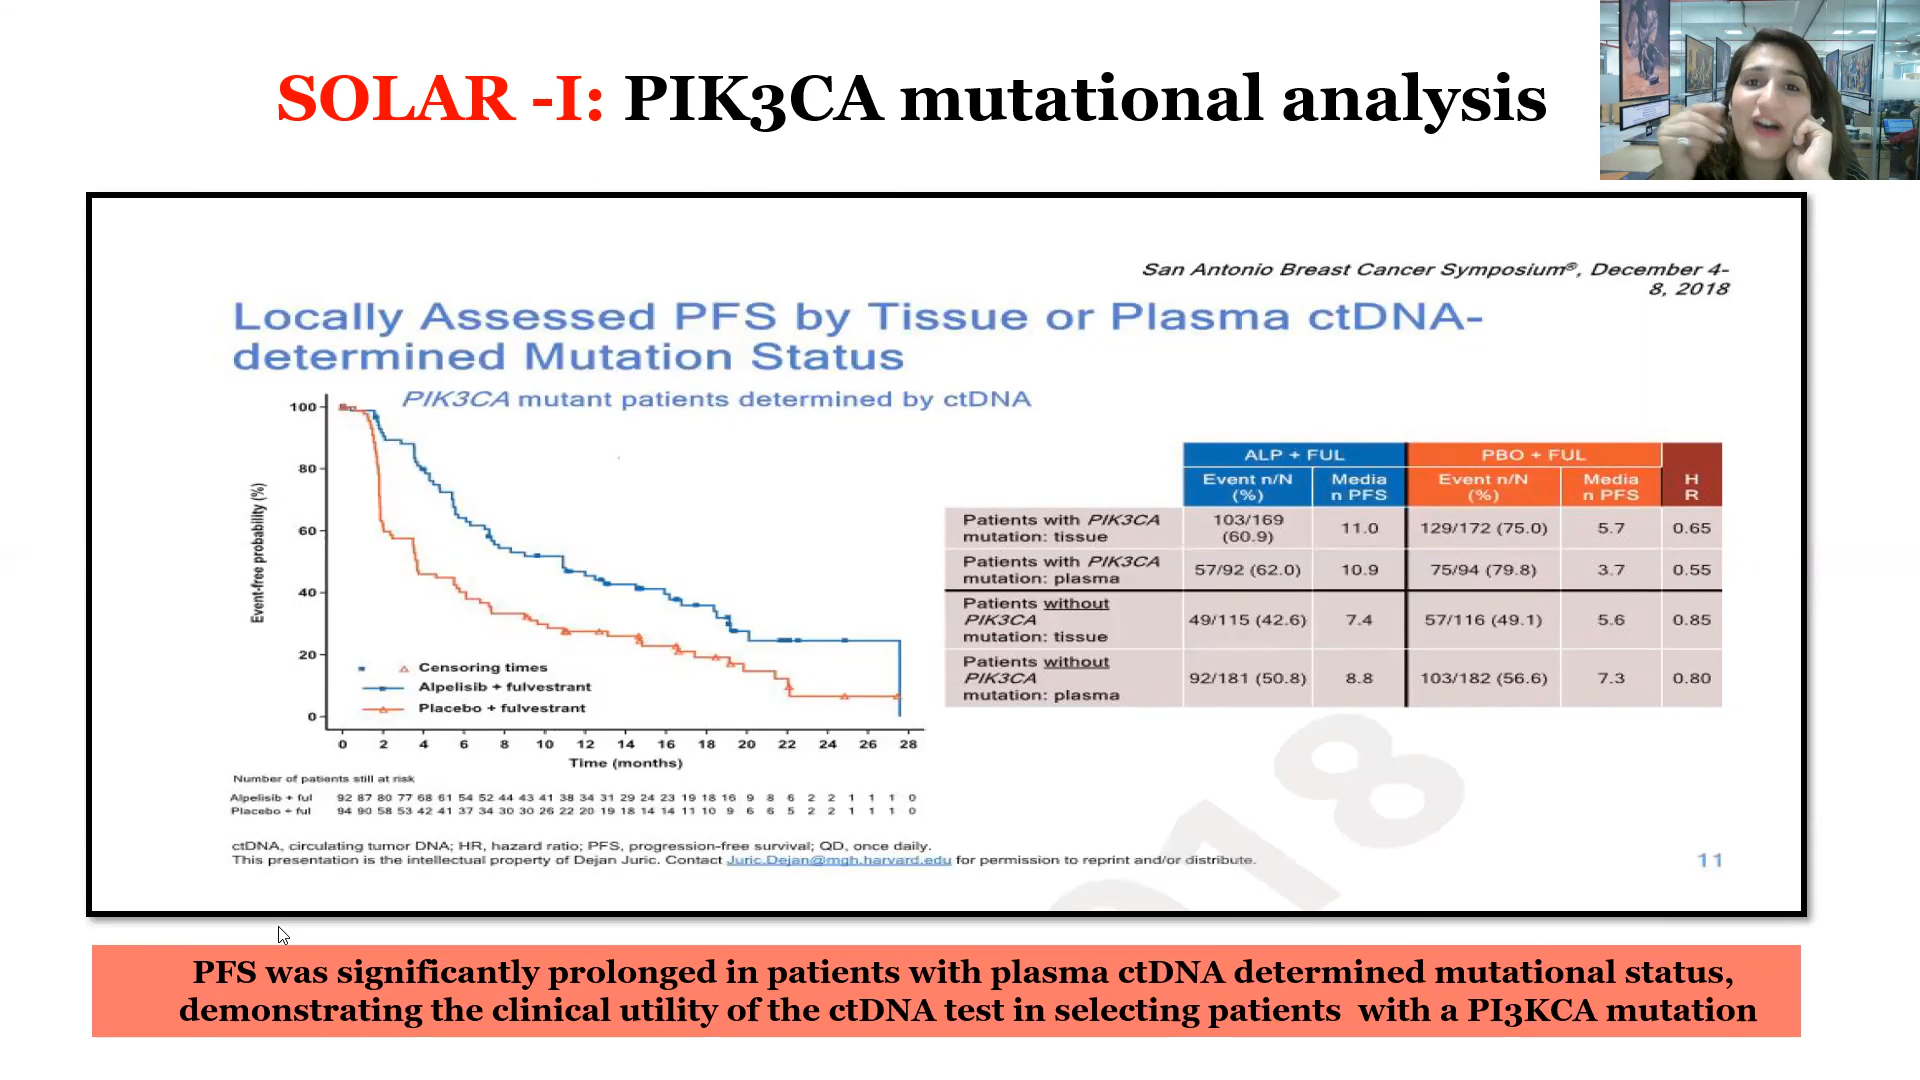 SOLAR -I: PIK3CA mutational analysis
San Antonio Breast Cancer Symposium®, December 4-
8, 2018
Locally Assessed PFS by Tissue or Plasma ctDNA-
determined Mutation Status
PIK3CA mutant patients determined by ctDNA
Event-free probability (%)
100
80
60
40
20
0
Censoring times
Alpelisib + fulvestrant
Placebo + fulvestrant
0 2 4 6 8 10 12 14 16 18 20 22 24 26 28
Time (months)
Number of patients still at risk
Alpelisib + ful 92 87 80 77 68 61 54 52 44 43 41 38 34 31 29 24 23 19 18 16 9 8 6 2 2 1 1 1 0
Placebo + ful 94 90 58 53 42 41 37 34 30 30 26 22 20 19 18 14 14 11 10 9 6 6 5 2 2 1 1 1 0
ALP + FUL PBO + FUL H
R
Event n/N
(%) Media
n PFS Event n/N
(%) Media
n PFS
Patients with PIK3CA
mutation: tissue 103/169
(60.9) 11.0 129/172 (75.0) 5.7 0.65
Patients with PIK3CA
mutation: plasma 57/92 (62.0) 10.9 75/94 (79.8) 3.7 0.55
Patients without
PIK3CA
mutation: tissue 49/115 (42.6) 7.4 57/116 (49.1) 5.6 0.85
Patients without
PIK3CA
mutation: plasma 92/181 (50.8) 8.8 103/182 (56.6) 7.3 0.80
ctDNA, circulating tumor DNA; HR, hazard ratio; PFS, progression-free survival; QD, once daily.
This presentation is the intellectual property of Dejan Juric. Contact Juric.Dejan@mgh.harvard.edu for permission to reprint and/or distribute.
11
PFS was significantly prolonged in patients with plasma ctDNA determined mutational status,
demonstrating the clinical utility of the ctDNA test in selecting patients with a PI3KCA mutation